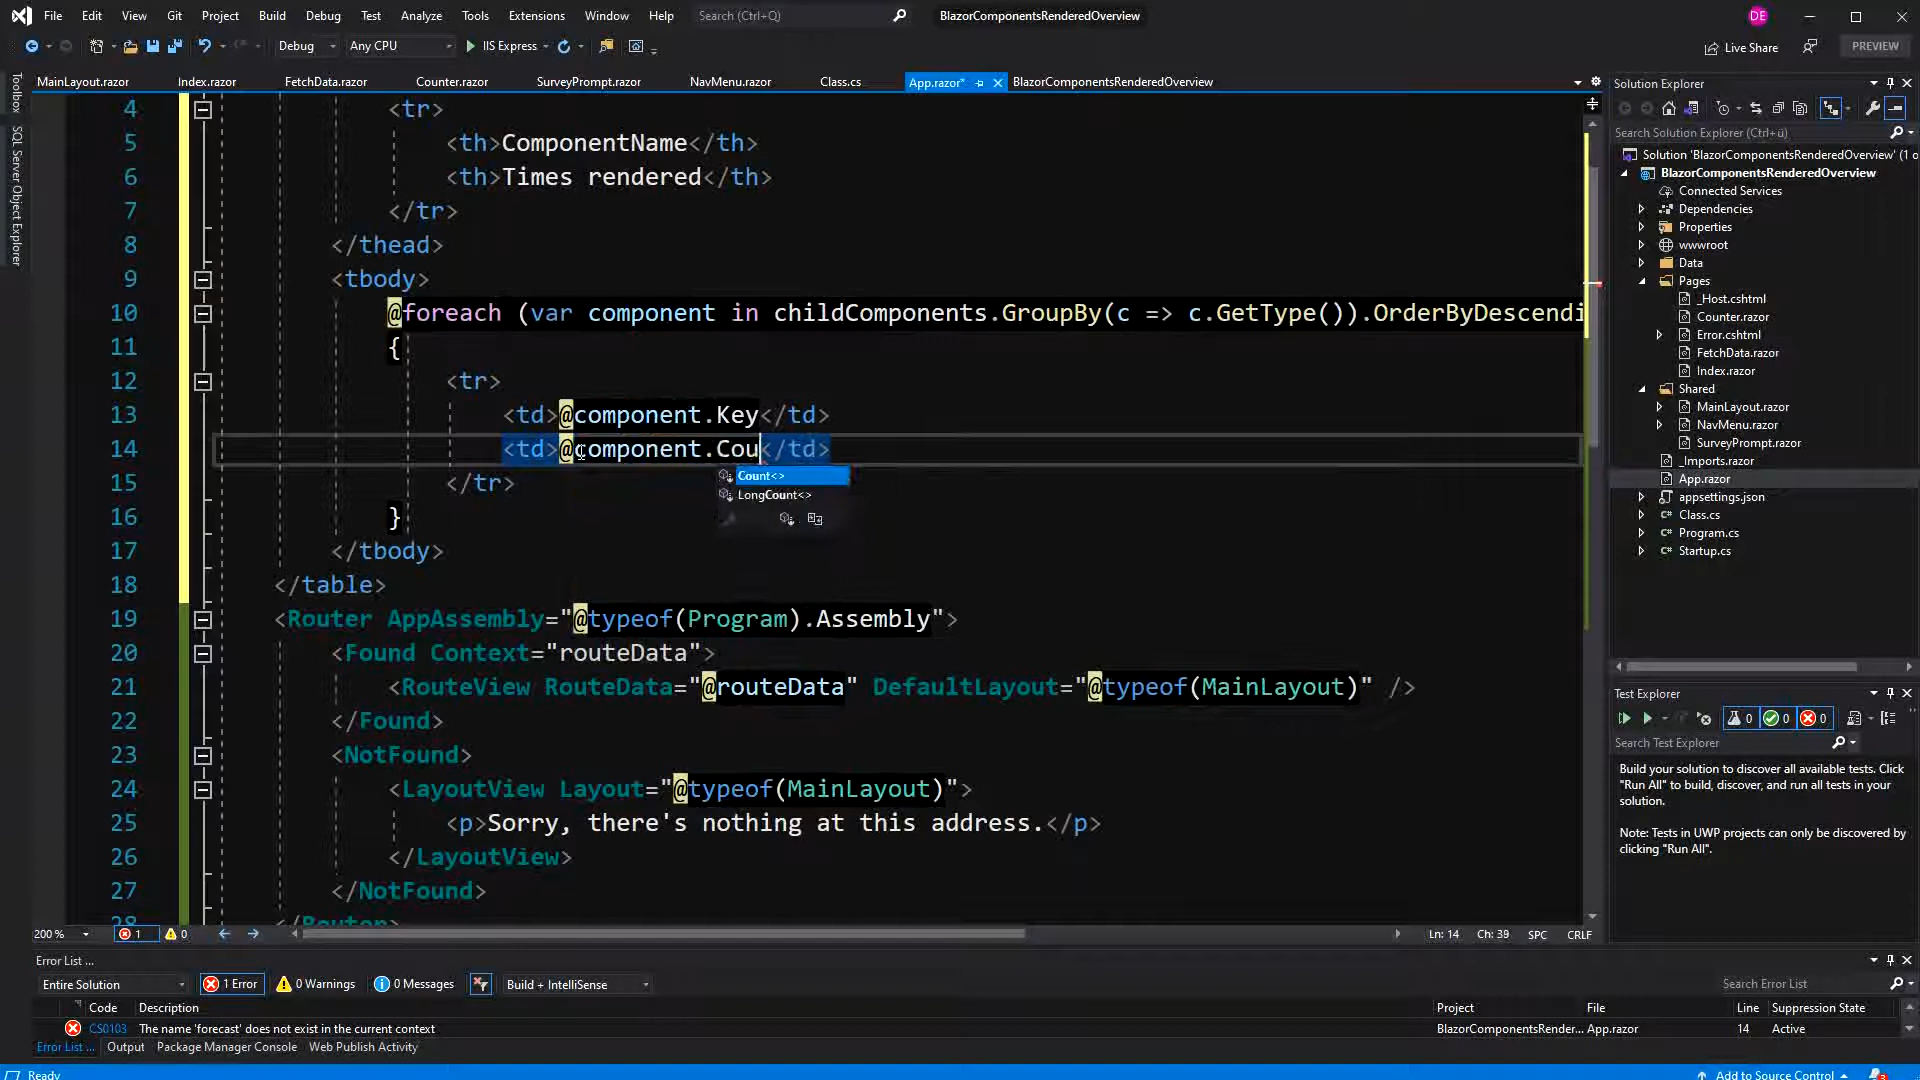 File Edit View Git Project Build Debug Test Analyze Tools Extensions Window Help Search (Ctrl+Q) BlazorComponentsRenderedOverview DE
Debug Any CPU IIS Express Live Share PREVIEW
MainLayout.razor Index.razor FetchData.razor Counter.razor SurveyPrompt.razor NavMenu.razor Class.cs App.razor* BlazorComponentsRenderedOverview
Toolbox
SQL Server Object Explorer
4 <tr>
5 <th>ComponentName</th>
6 <th>Times rendered</th>
7 </tr>
8 </thead>
9 <tbody>
10 @foreach (var component in childComponents.GroupBy(c => c.GetType()).OrderByDescendi
11 {
12 <tr>
13 <td>@component.Key</td>
14 <td>@component.Cou</td>
Count<>
LongCount<>
15 </tr>
16 }
17 </tbody>
18 </table>
19 <Router AppAssembly="@typeof(Program).Assembly">
20 <Found Context="routeData">
21 <RouteView RouteData="@routeData" DefaultLayout="@typeof(MainLayout)" />
22 </Found>
23 <NotFound>
24 <LayoutView Layout="@typeof(MainLayout)">
25 <p>Sorry, there's nothing at this address.</p>
26 </LayoutView>
27 </NotFound>
28 </Router>
200 % 1 0 Ln: 14 Ch: 39 SPC CRLF
Solution Explorer
Search Solution Explorer (Ctrl+ü)
Solution 'BlazorComponentsRenderedOverview' (1 o
BlazorComponentsRenderedOverview
Connected Services
Dependencies
Properties
wwwroot
Data
Pages
_Host.cshtml
Counter.razor
Error.cshtml
FetchData.razor
Index.razor
Shared
MainLayout.razor
NavMenu.razor
SurveyPrompt.razor
_Imports.razor
App.razor
appsettings.json
Class.cs
Program.cs
Startup.cs
Test Explorer
0 0 0
Search Test Explorer
Build your solution to discover all available tests. Click
"Run All" to build, discover, and run all tests in your
solution.
Note: Tests in UWP projects can only be discovered by
clicking "Run All".
Error List ...
Entire Solution 1 Error 0 Warnings 0 Messages Build + IntelliSense Search Error List
Code Description Project File Line Suppression State
CS0103 The name 'forecast' does not exist in the current context BlazorComponentsRender... App.razor 14 Active
Error List ... Output Package Manager Console Web Publish Activity
Ready Add to Source Control 3